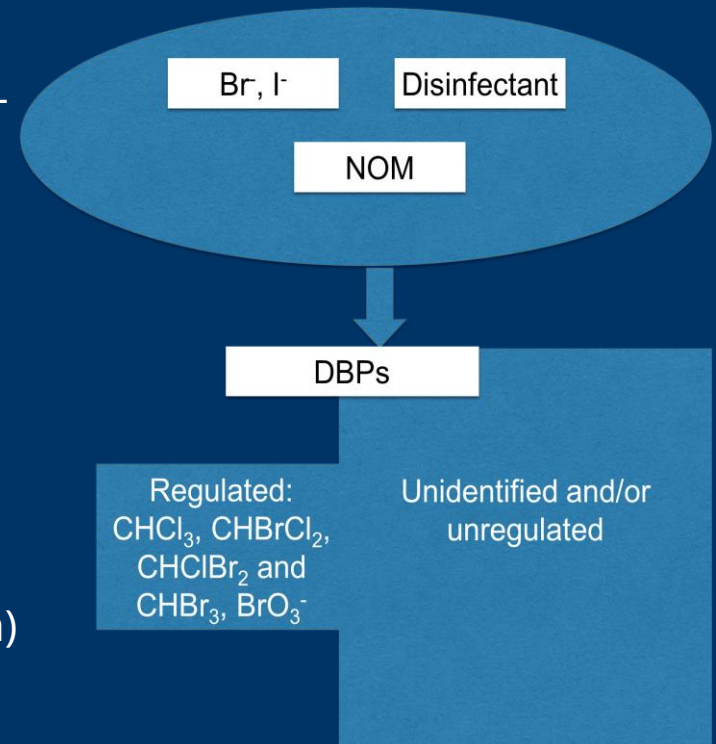 Br⁻, I⁻
Disinfectant
NOM
DBPs
Regulated:
CHCl₃, CHBrCl₂,
CHClBr₂ and
CHBr₃, BrO₃⁻
Unidentified and/or
unregulated
)